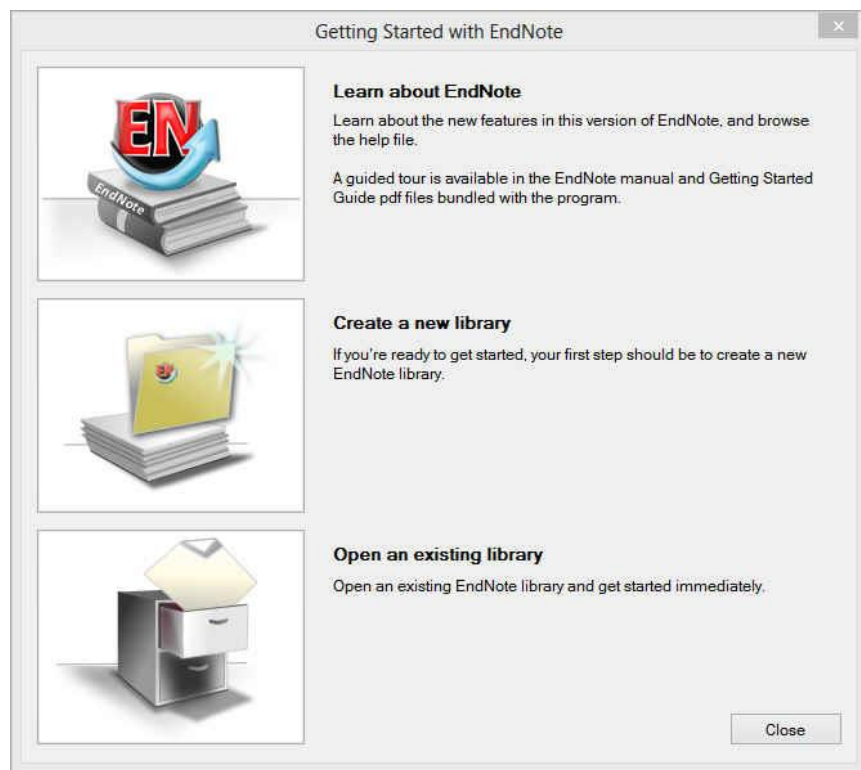 Getting Started with EndNote
EN
EndNote
Learn about EndNote
Learn about the new features in this version of EndNote, and browse
the help file.
A guided tour is available in the EndNote manual and Getting Started
Guide pdf files bundled with the program.
Create a new library
If you're ready to get started, your first step should be to create a new
EndNote library.
Open an existing library
Open an existing EndNote library and get started immediately.
Close